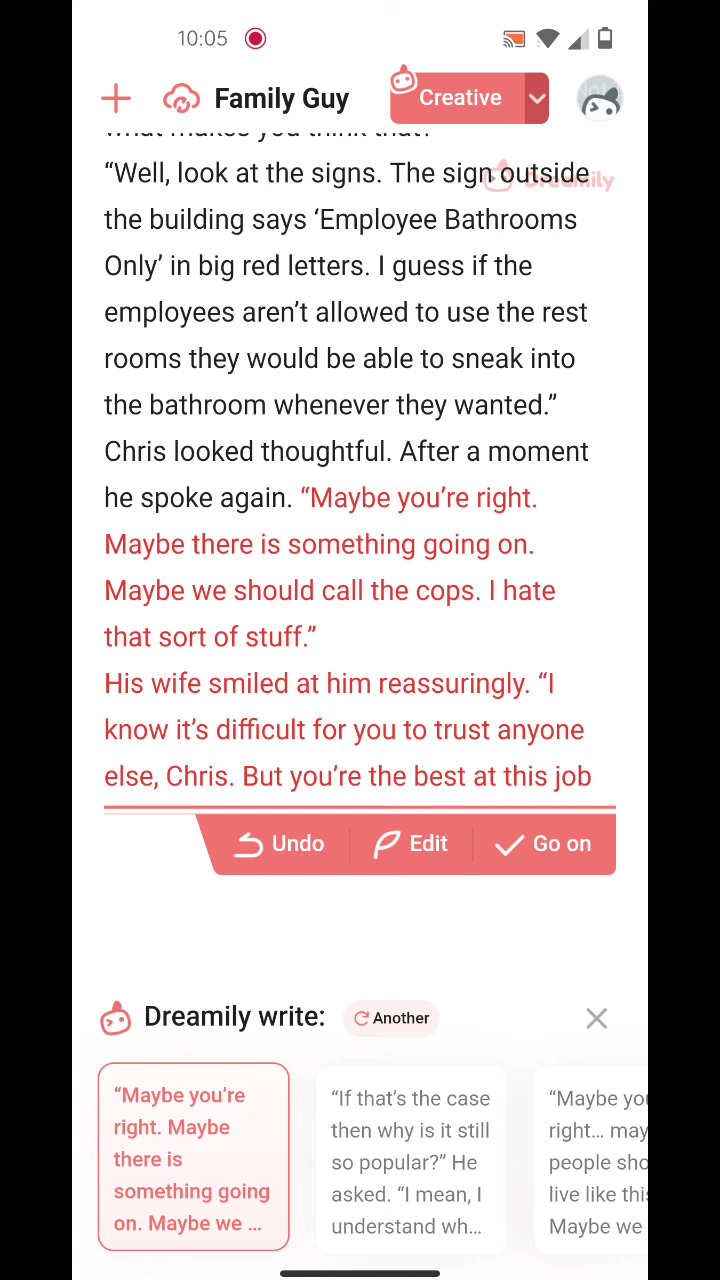 10:05
Family Guy
Creative
what makes you think that?
“Well, look at the signs. The sign outside
Dreamily
the building says ‘Employee Bathrooms
Only’ in big red letters. I guess if the
employees aren’t allowed to use the rest
rooms they would be able to sneak into
the bathroom whenever they wanted.”
Chris looked thoughtful. After a moment
he spoke again. “Maybe you’re right.
Maybe there is something going on.
Maybe we should call the cops. I hate
that sort of stuff.”
His wife smiled at him reassuringly. “I
know it’s difficult for you to trust anyone
else, Chris. But you’re the best at this job
Undo
Edit
Go on
Dreamily write:
Another
“Maybe you’re
right. Maybe
there is
something going
on. Maybe we ...
“If that’s the case
then why is it still
so popular?” He
asked. “I mean, I
understand wh...
“Maybe
right... may
people
live like
Maybe we